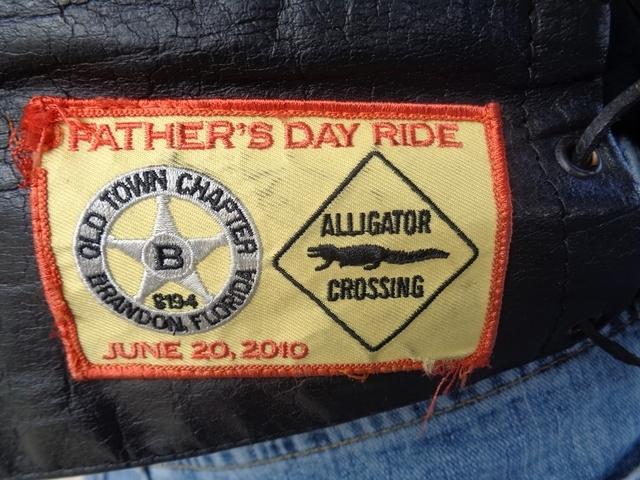 FATHER'S DAY RIDE
OLD TOWN CHAPTER
B
8194
BRANDON, FLORIDA
ALLIGATOR
CROSSING
JUNE 20, 2010